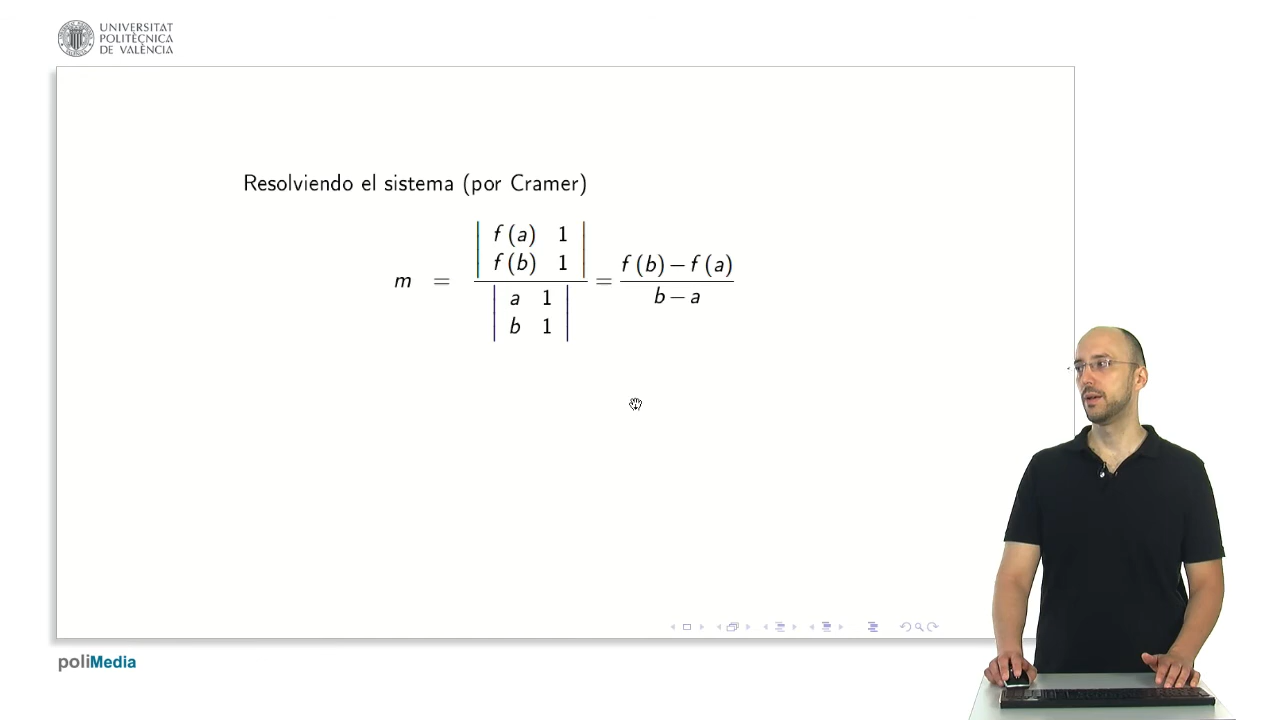 UNIVERSITAT
POLITÈCNICA
DE VALÈNCIA
Resolviendo el sistema (por Cramer)
m = | f(a) 1 ; f(b) 1 | / | a 1 ; b 1 | = f(b) − f(a) / b − a
poliMedia